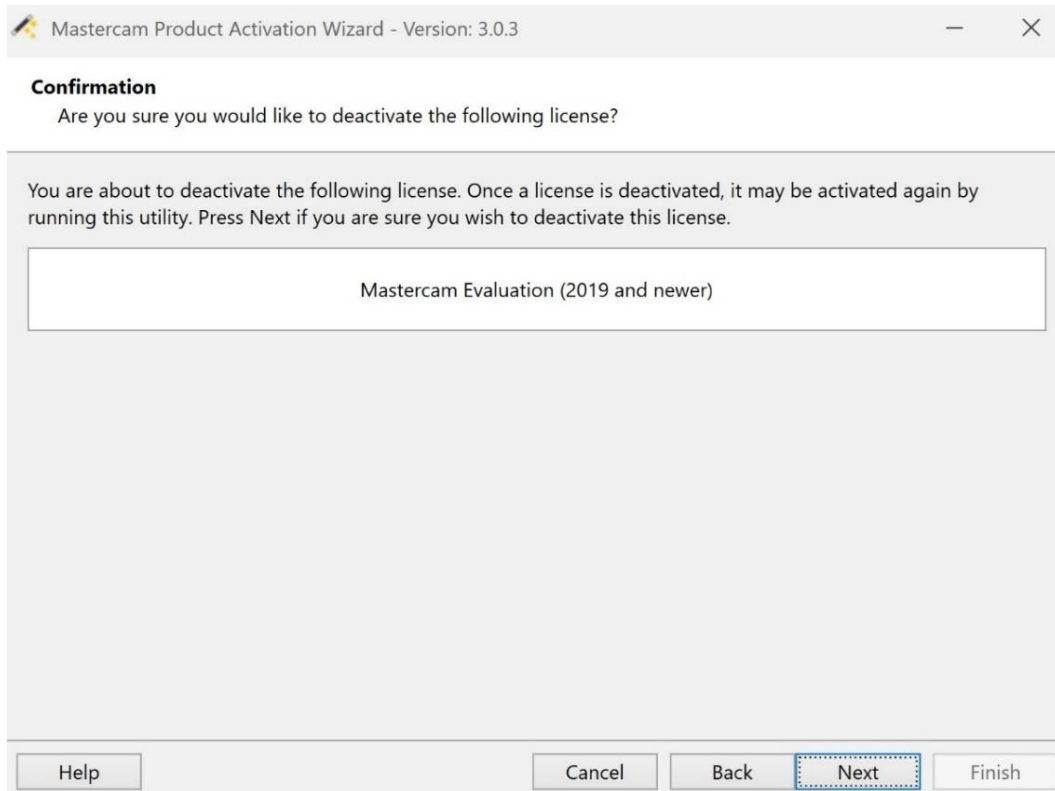 Mastercam Product Activation Wizard - Version: 3.0.3
Confirmation
Are you sure you would like to deactivate the following license?
You are about to deactivate the following license. Once a license is deactivated, it may be activated again by
running this utility. Press Next if you are sure you wish to deactivate this license.
Mastercam Evaluation (2019 and newer)
Help Cancel Back Next Finish